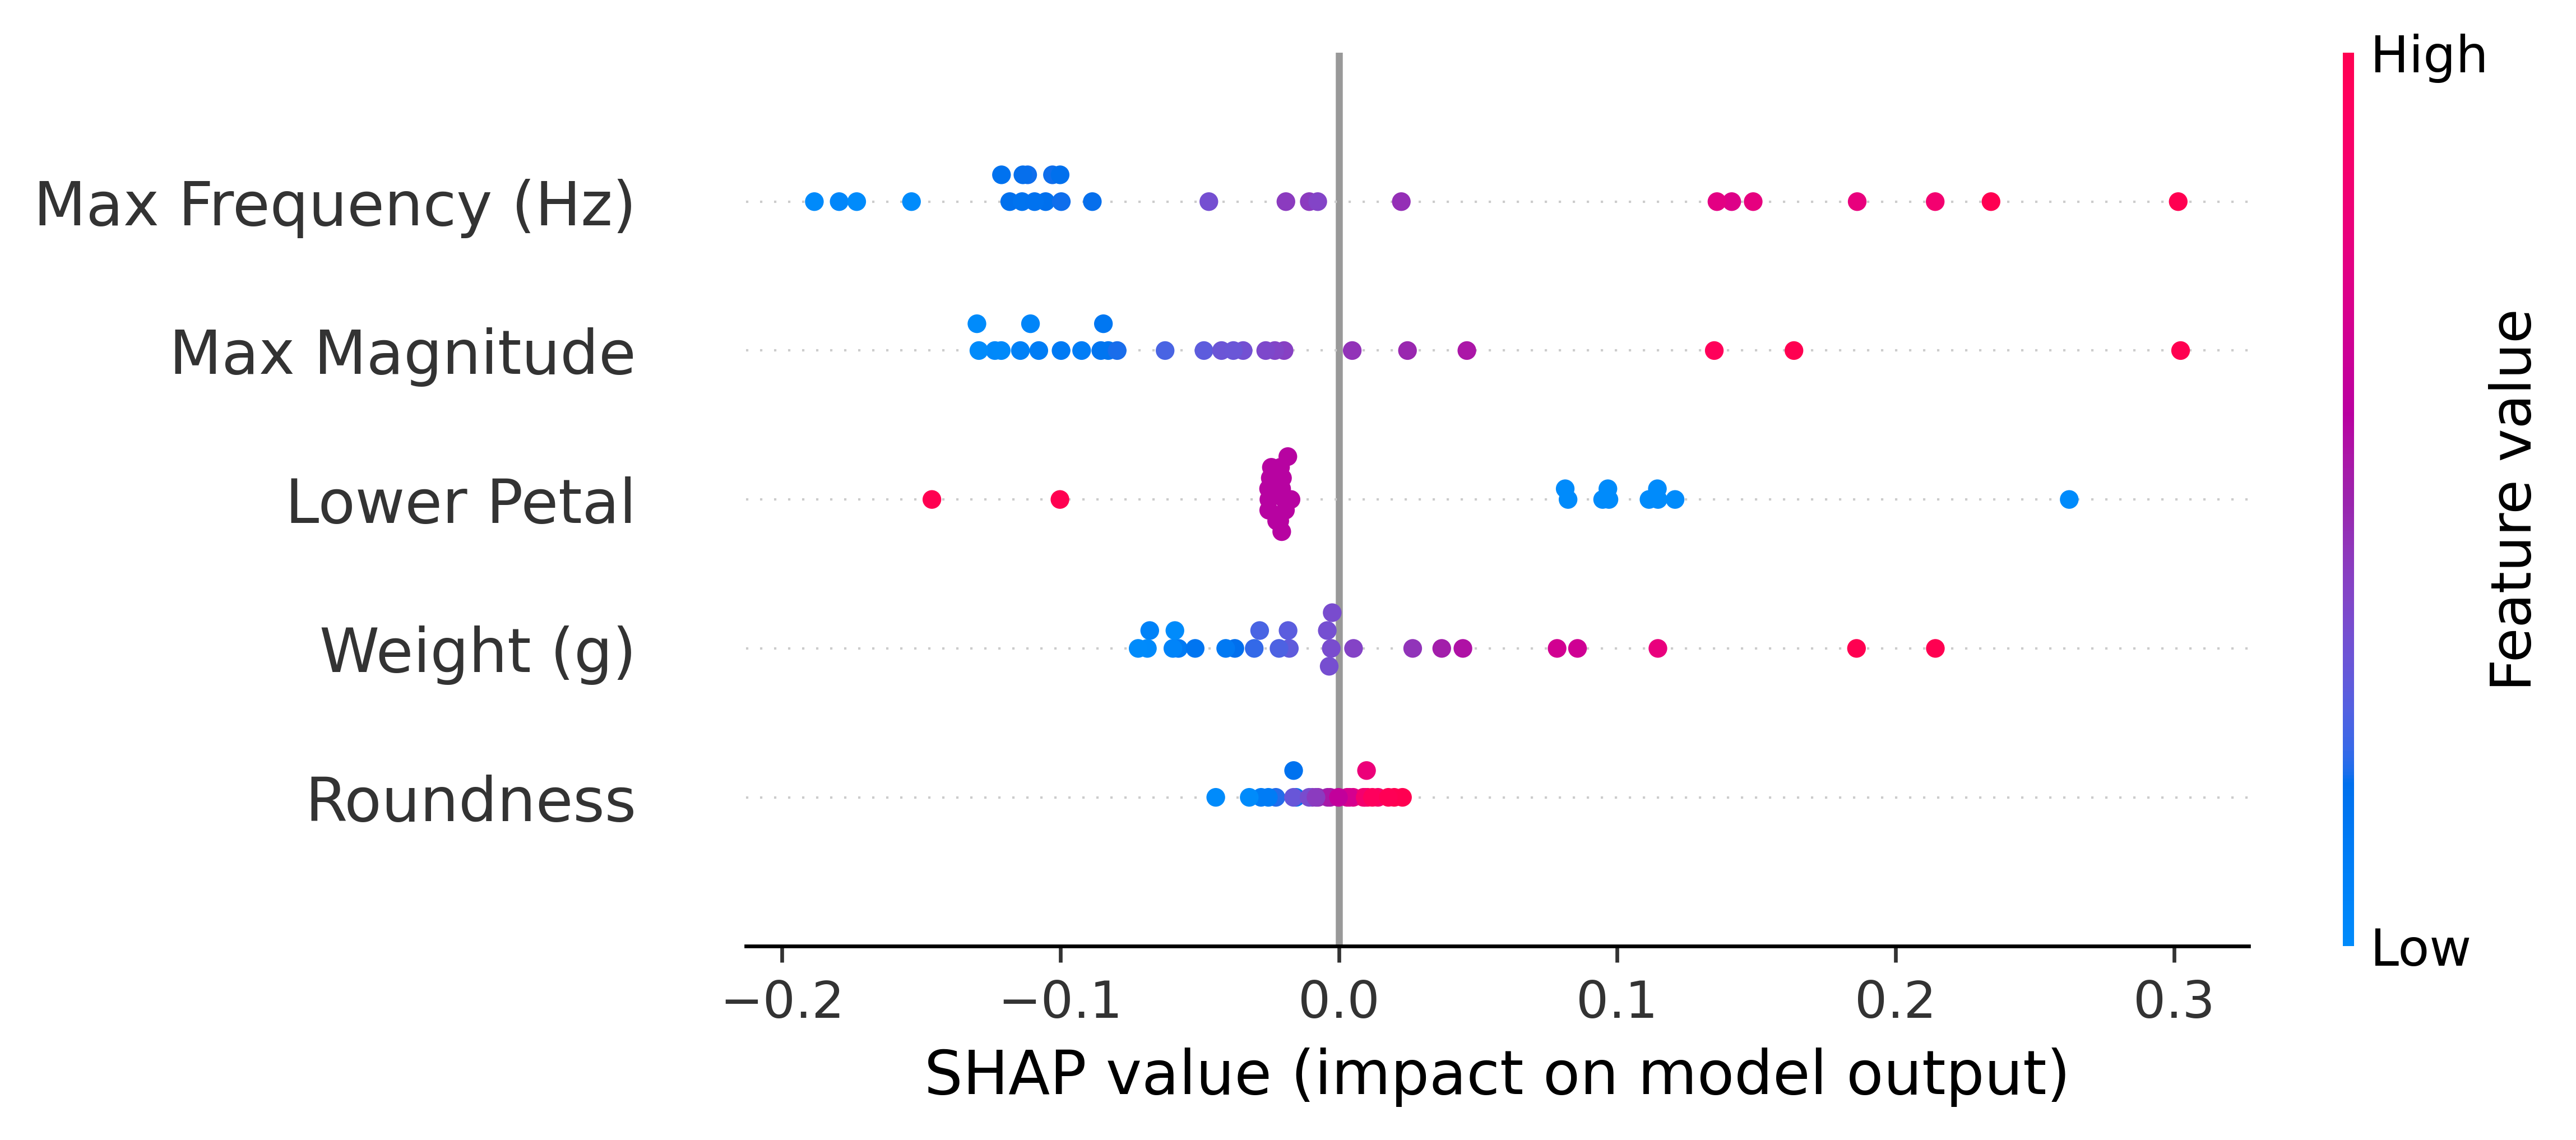 High
Max Frequency (Hz)
Max Magnitude
Lower Petal
Weight (g)
Roundness
Feature value
Low
−0.2 −0.1 0.0 0.1 0.2 0.3
SHAP value (impact on model output)